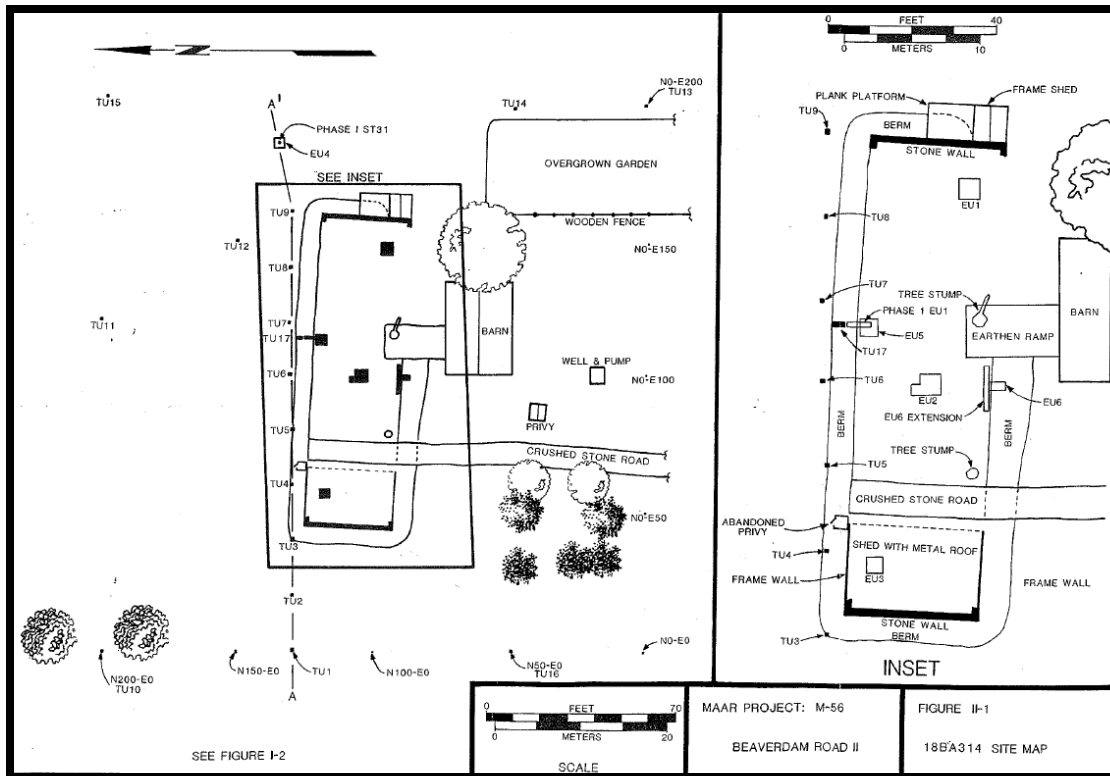 N
TU15
A'
PHASE I ST31
EU4
SEE INSET
TU14
N0-E200
TU13
OVERGROWN GARDEN
WOODEN FENCE
TU9
TU12
TU8
N0-E150
TU11
TU7
TU17
BARN
TU6
WELL & PUMP
N0-E100
PRIVY
TU5
CRUSHED STONE ROAD
TU4
N0-E50
TU3
TU2
N0-E0
N200-E0
TU10
N150-E0
TU1
N100-E0
N50-E0
TU16
A
SEE FIGURE I-2
0 FEET 70
0 METERS 20
SCALE
0 FEET 40
0 METERS 10
PLANK PLATFORM
FRAME SHED
TU9
BERM
STONE WALL
EU1
TU8
TU7
TREE STUMP
PHASE 1 EU1
BARN
EU5
EARTHEN RAMP
TU17
TU6
EU2
EU6
EU6 EXTENSION
BERM
BERM
TU5
TREE STUMP
CRUSHED STONE ROAD
ABANDONED
PRIVY
TU4
SHED WITH METAL ROOF
FRAME WALL
EU3
FRAME WALL
STONE WALL
BERM
TU3
INSET
MAAR PROJECT: M-56
BEAVERDAM ROAD II
FIGURE II-1
18BA314 SITE MAP